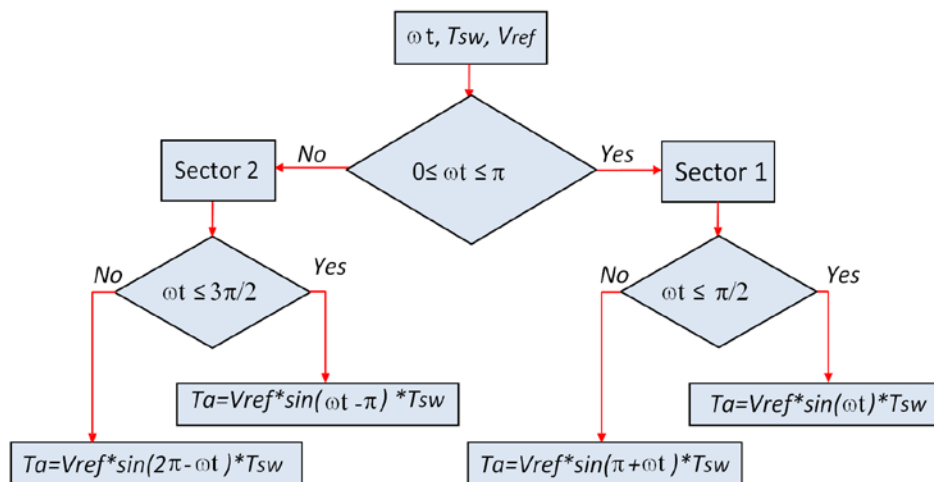 ωt, Tsw, Vref
No
Yes
Sector 2
0≤ ωt ≤ π
Sector 1
No
Yes
No
Yes
ωt ≤ 3π/2
ωt ≤ π/2
Ta=Vref*sin(ωt -π) *Tsw
Ta=Vref*sin(ωt)*Tsw
Ta=Vref*sin(2π-ωt)*Tsw
Ta=Vref*sin(π+ωt)*Tsw